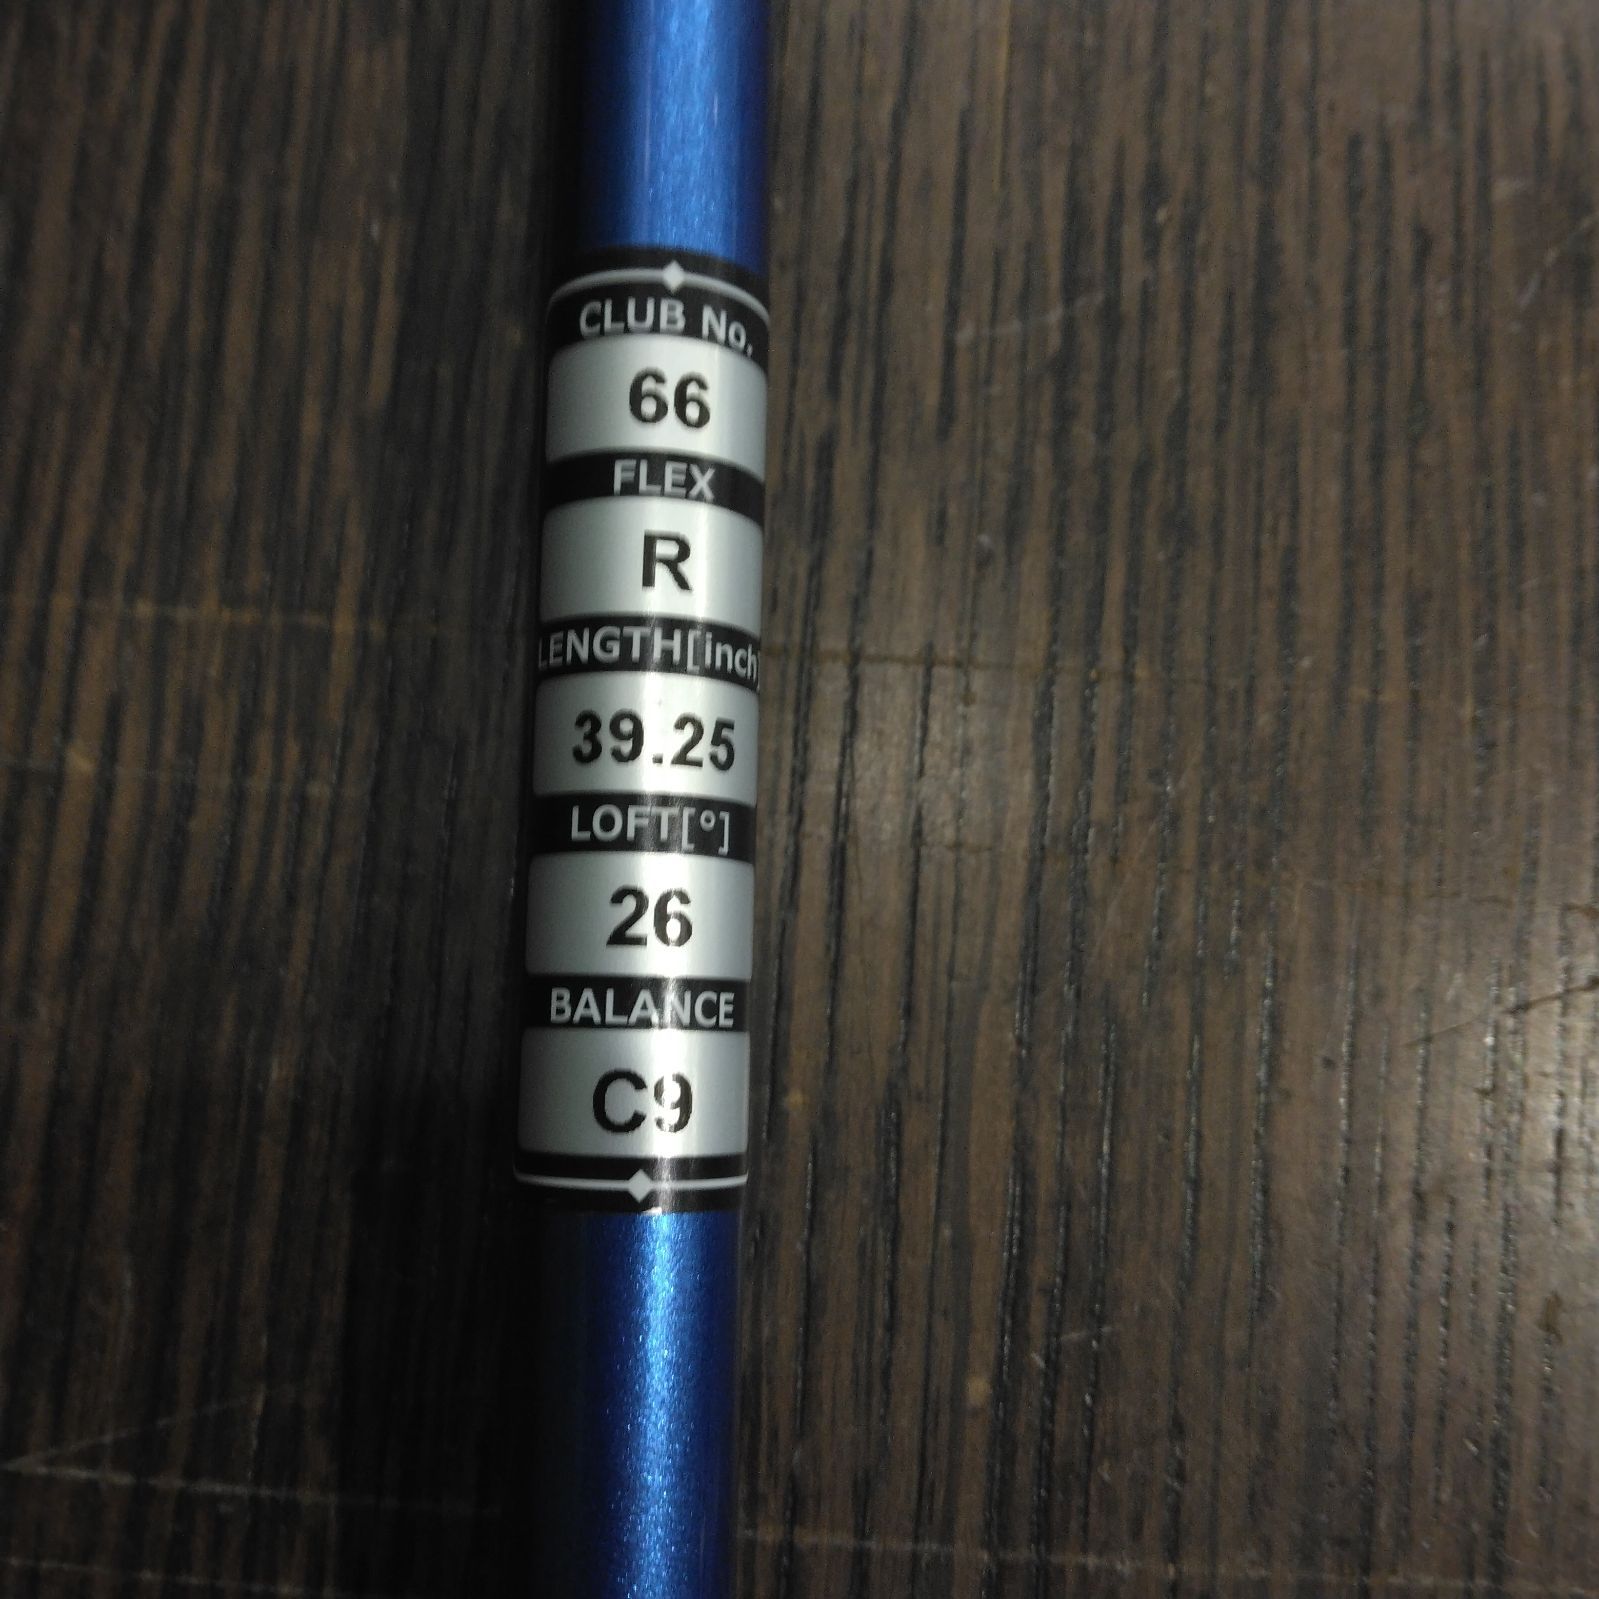 CLUB No.
66
FLEX
R
LENGTH[inch]
39.25
LOFT[°]
26
BALANCE
C9